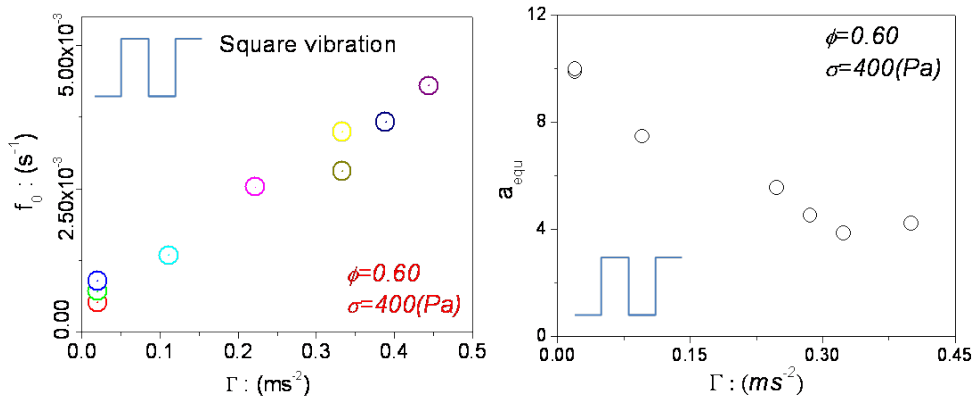 Square vibration
5.00x10⁻³
2.50x10⁻³
0.00
f₀ : (s⁻¹)
ϕ=0.60
σ=400(Pa)
0.0 0.1 0.2 0.3 0.4 0.5
Γ : (ms⁻²)
12
8
4
0
a equ
ϕ=0.60
σ=400(Pa)
0.00 0.15 0.30 0.45
Γ : (ms⁻²)